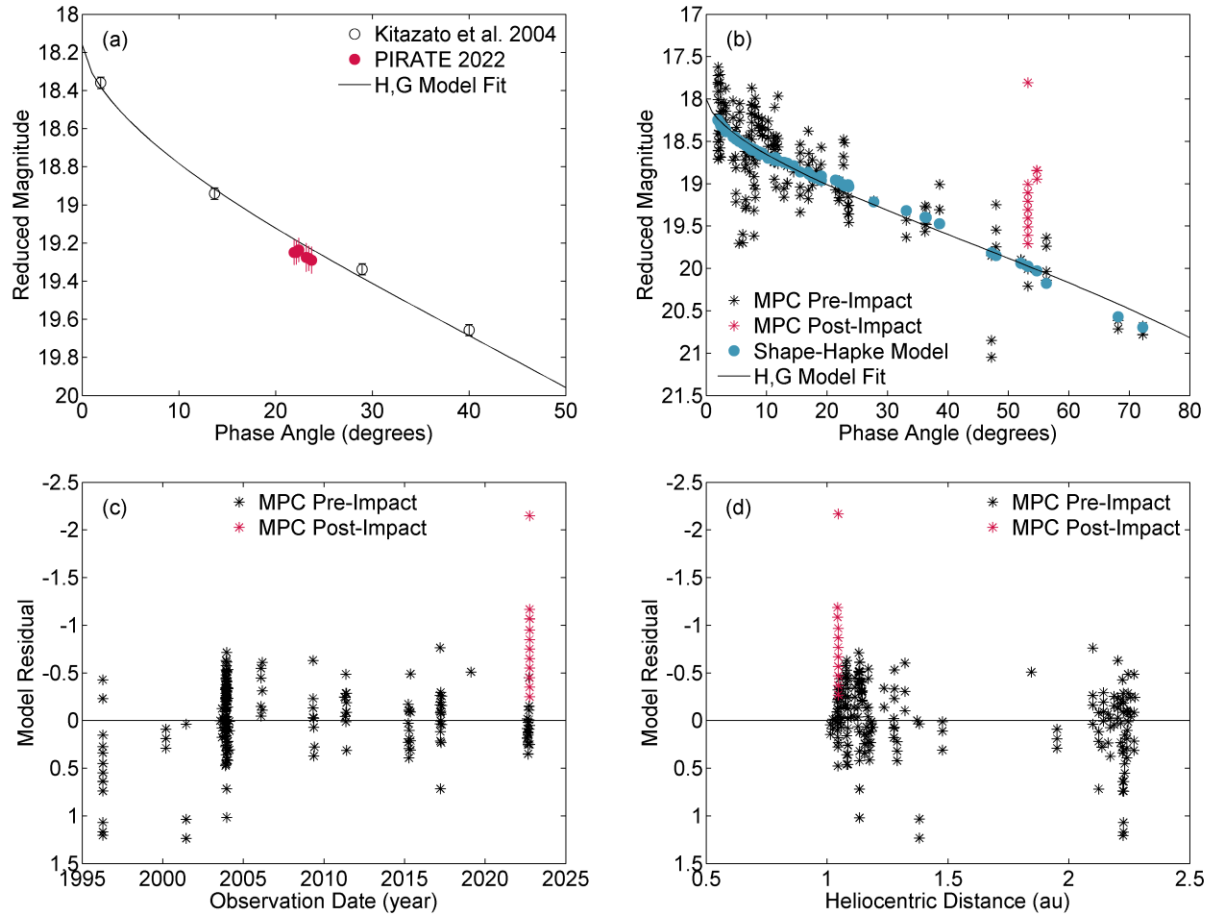 (a)
Kitazato et al. 2004
PIRATE 2022
H,G Model Fit
18
18.2
18.4
18.6
18.8
19
19.2
19.4
19.6
19.8
20
Reduced Magnitude
0 10 20 30 40 50
Phase Angle (degrees)
(b)
17.5
18
18.5
19
19.5
20
20.5
21
21.5
Reduced Magnitude
MPC Pre-Impact
MPC Post-Impact
Shape-Hapke Model
H,G Model Fit
0 10 20 30 40 50 60 70 80
Phase Angle (degrees)
(c)
MPC Pre-Impact
MPC Post-Impact
-2.5
-2
-1.5
-1
-0.5
0
0.5
1
1.5
Model Residual
1995 2000 2005 2010 2015 2020 2025
Observation Date (year)
(d)
MPC Pre-Impact
MPC Post-Impact
-2.5
-2
-1.5
-1
-0.5
0
0.5
1
1.5
Model Residual
0.5 1 1.5 2 2.5
Heliocentric Distance (au)